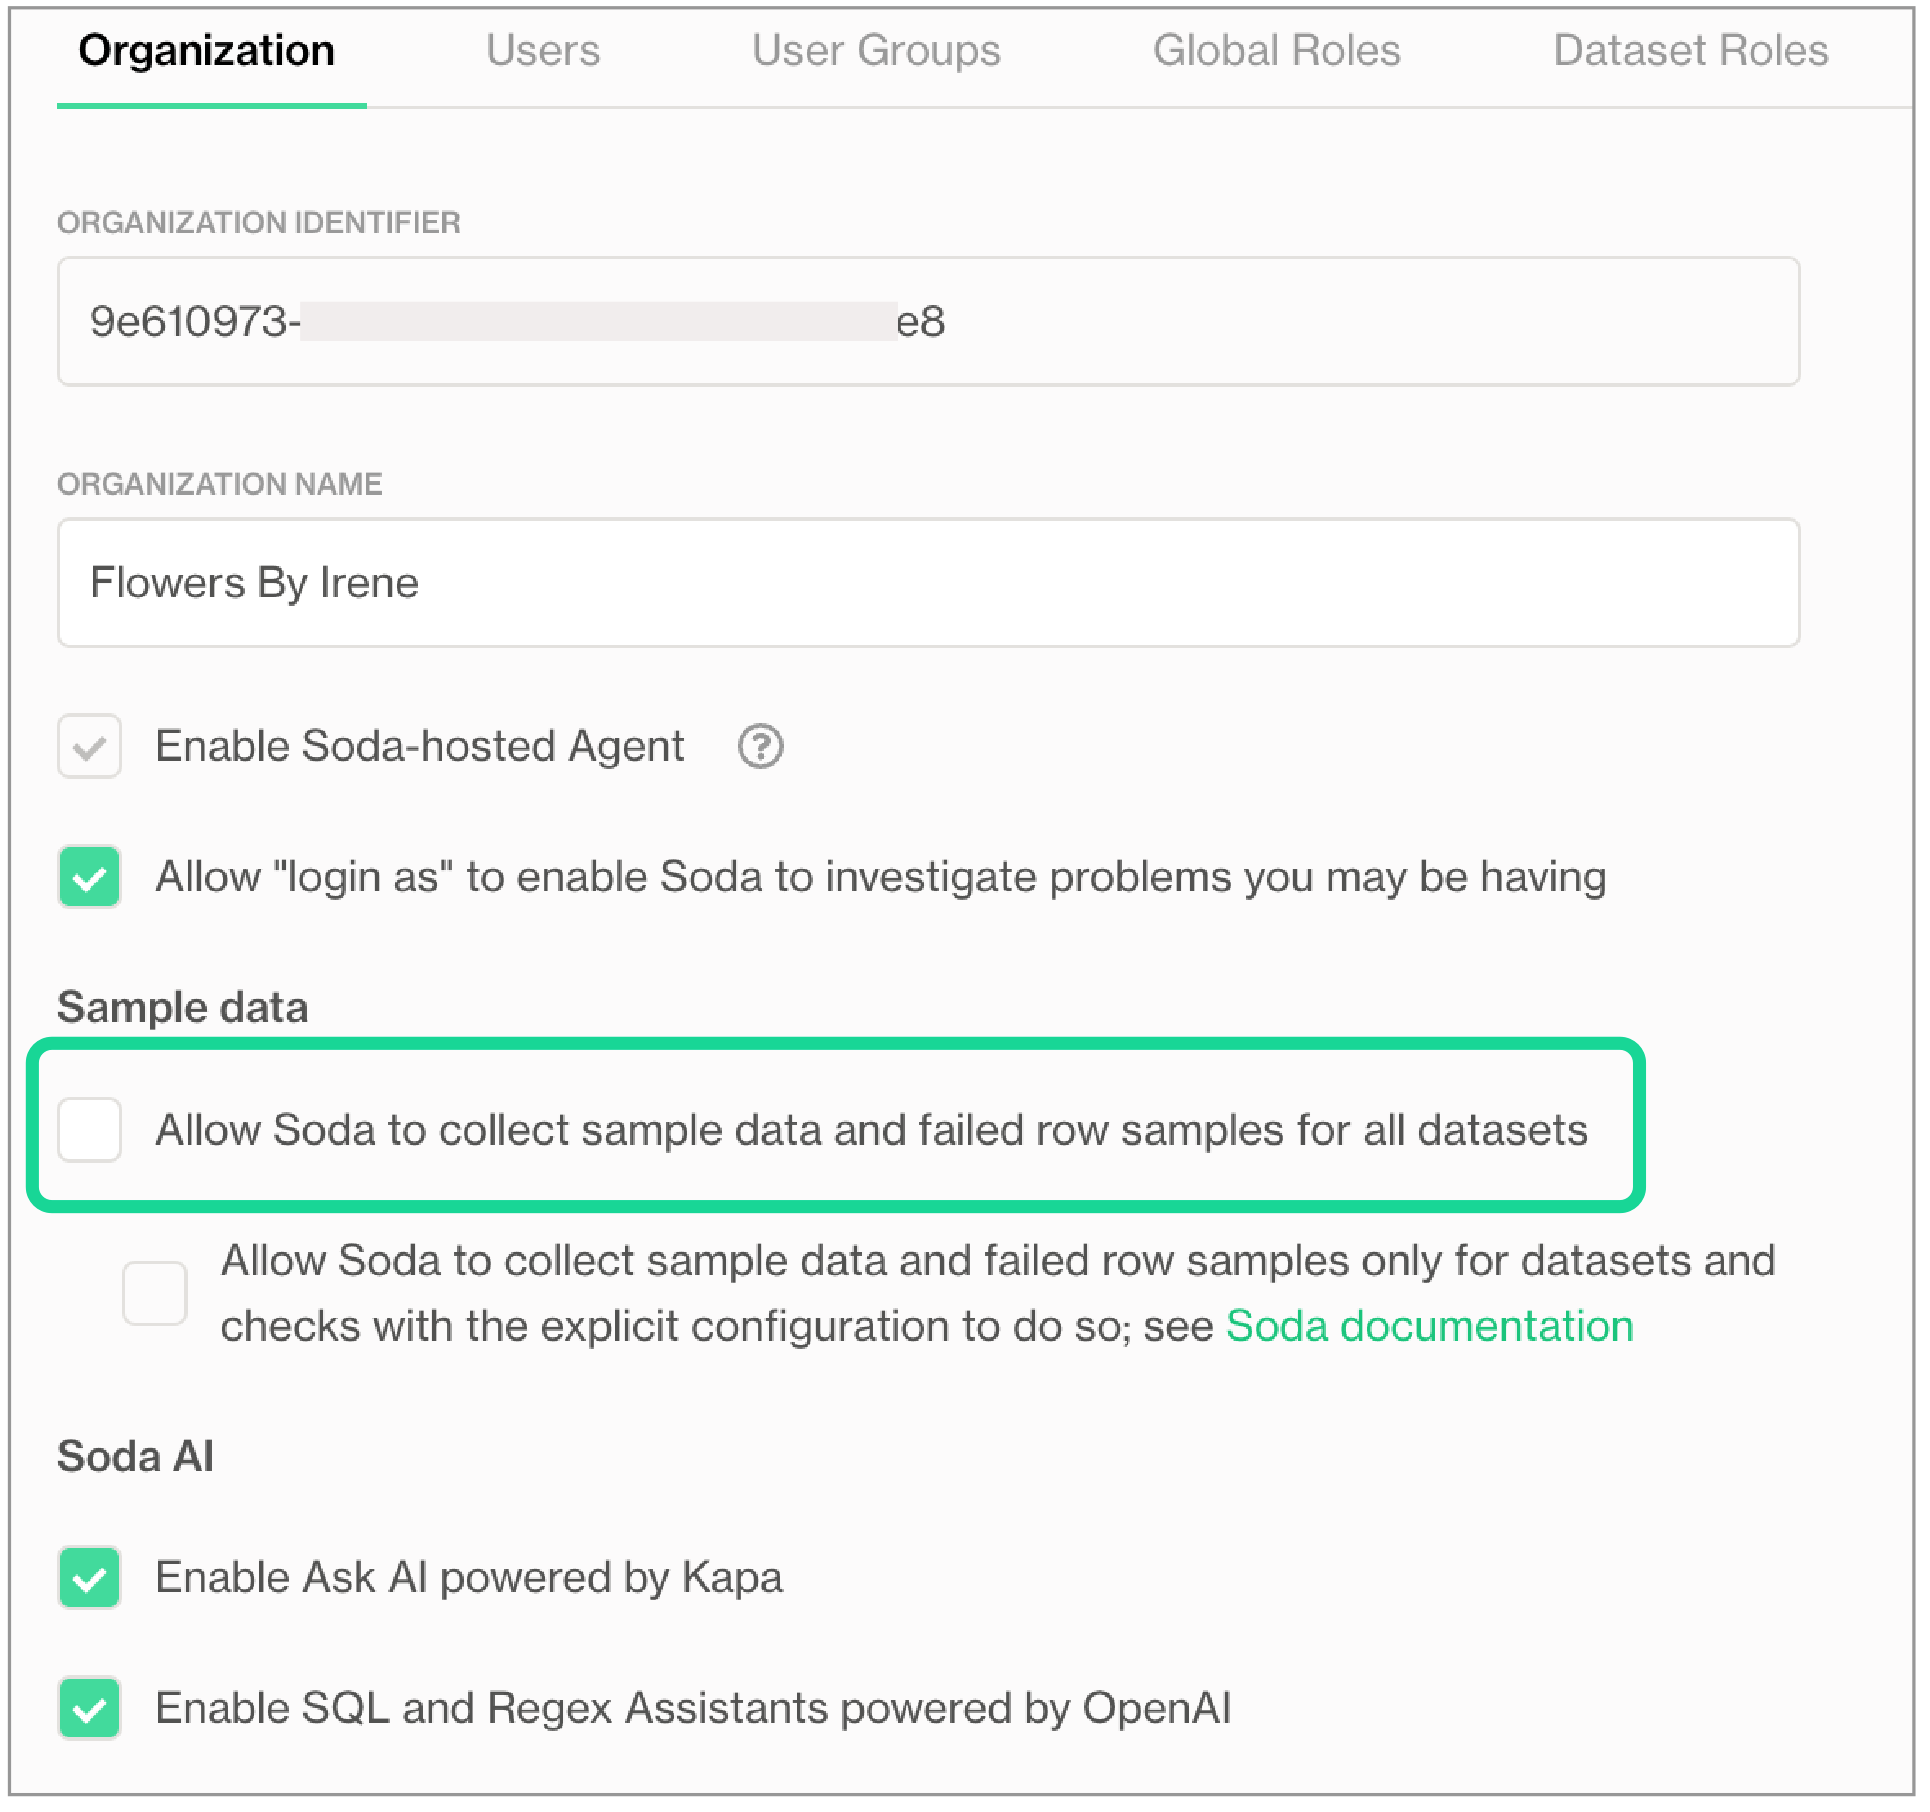 Organization Users User Groups Global Roles Dataset Roles
ORGANIZATION IDENTIFIER
9e610973- e8
ORGANIZATION NAME
Flowers By Irene
Enable Soda-hosted Agent ?
Allow "login as" to enable Soda to investigate problems you may be having
Sample data
Allow Soda to collect sample data and failed row samples for all datasets
Allow Soda to collect sample data and failed row samples only for datasets and
checks with the explicit configuration to do so; see Soda documentation
Soda AI
Enable Ask AI powered by Kapa
Enable SQL and Regex Assistants powered by OpenAI